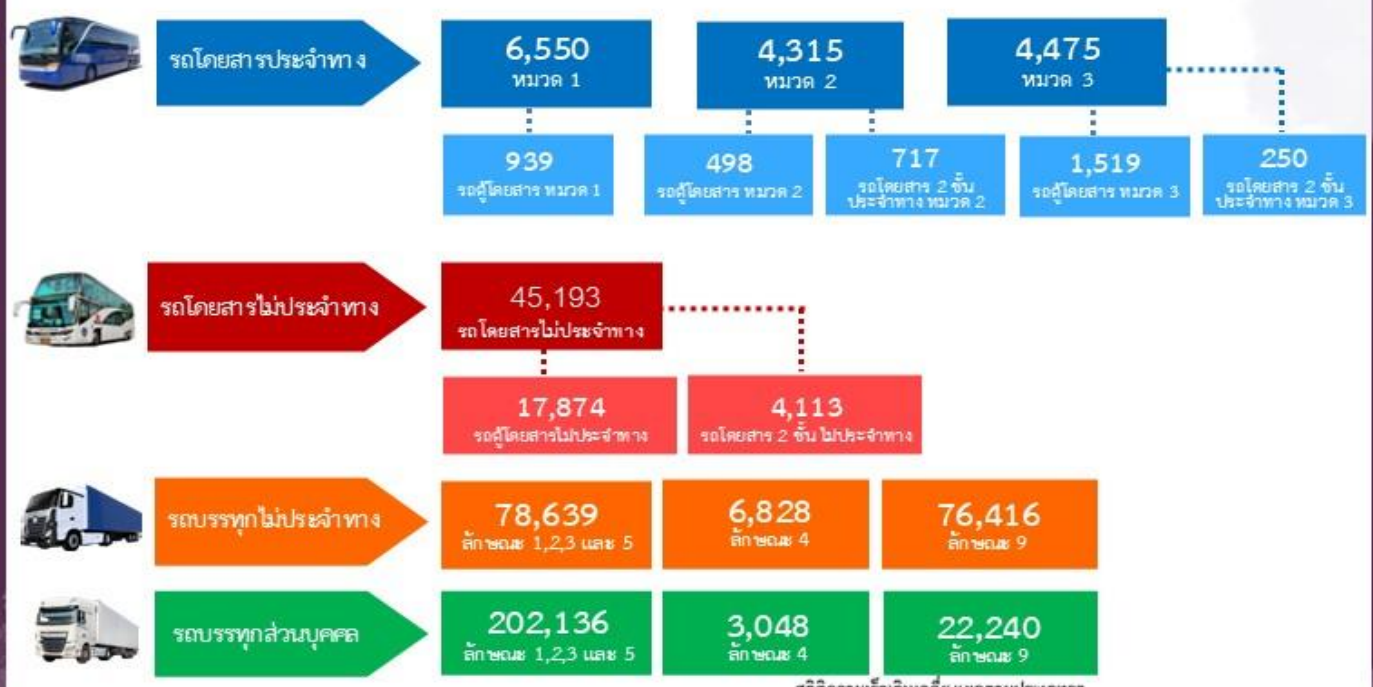 รถโดยสารประจำทาง
6,550
หมวด 1
4,315
หมวด 2
4,475
หมวด 3
939
รถตู้โดยสาร หมวด 1
498
รถตู้โดยสาร หมวด 2
717
รถโดยสาร 2 ชั้น
ประจำทาง หมวด 2
1,519
รถตู้โดยสาร หมวด 3
250
รถโดยสาร 2 ชั้น
ประจำทาง หมวด 3
รถโดยสารไม่ประจำทาง
45,193
รถโดยสารไม่ประจำทาง
17,874
รถตู้โดยสารไม่ประจำทาง
4,113
รถโดยสาร 2 ชั้น ไม่ประจำทาง
รถบรรทุกไม่ประจำทาง
78,639
ลักษณะ 1,2,3 และ 5
6,828
ลักษณะ 4
76,416
ลักษณะ 9
รถบรรทุกส่วนบุคคล
202,136
ลักษณะ 1,2,3 และ 5
3,048
ลักษณะ 4
22,240
ลักษณะ 9